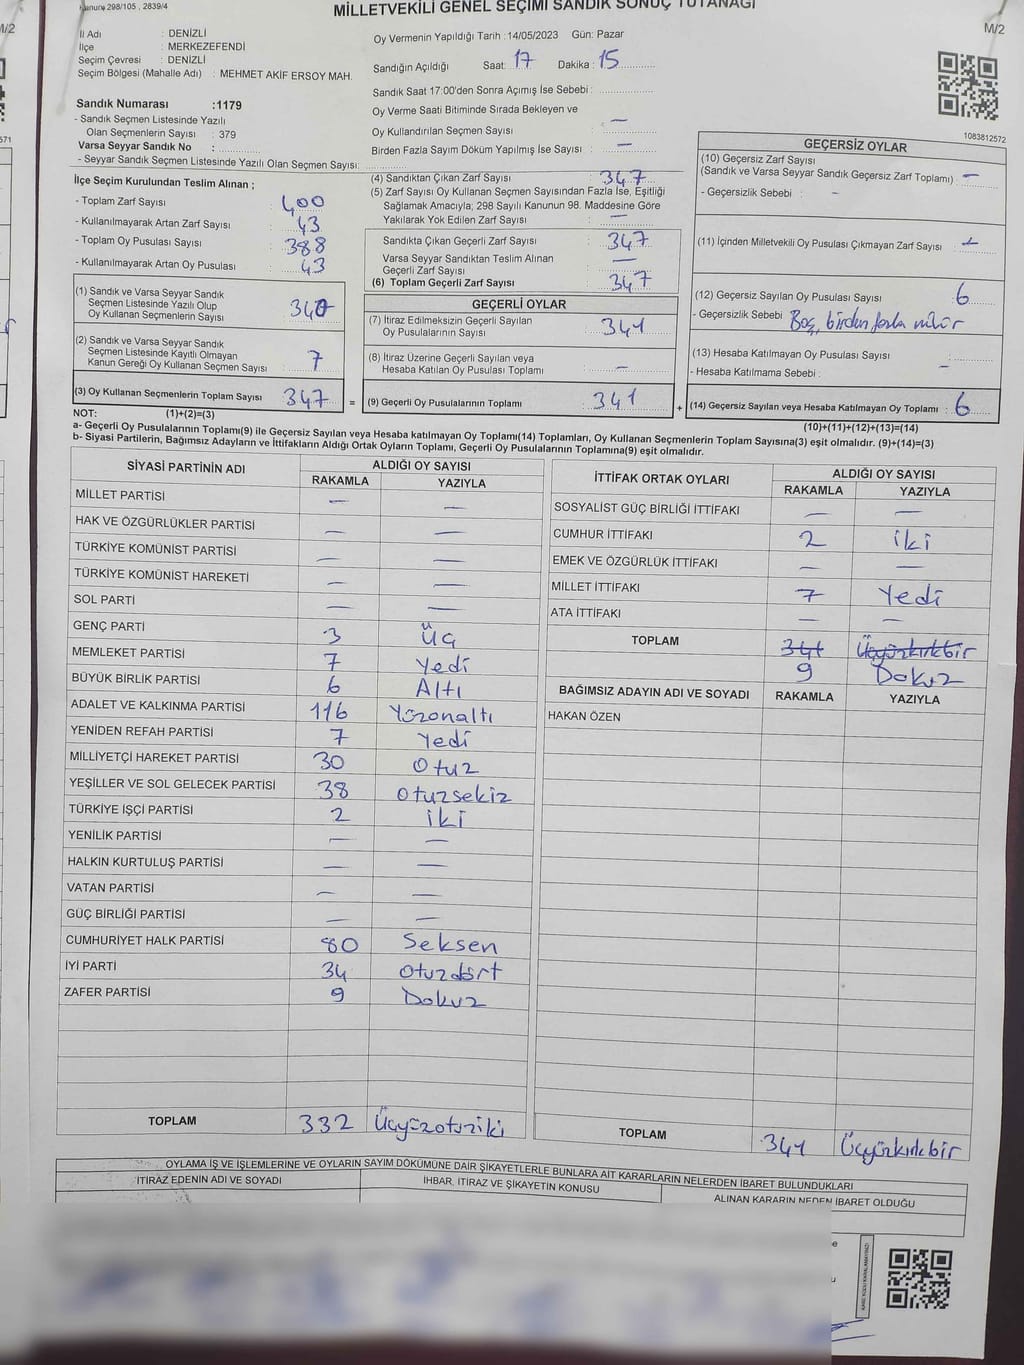 Kanun: 298/105 , 2839/4
MİLLETVEKİLİ GENEL SEÇİMİ SANDIK SONUÇ TUTANAĞI
M/2
M/2
İl Adı : DENİZLİ
İlçe : MERKEZEFENDİ
Seçim Çevresi : DENİZLİ
Seçim Bölgesi (Mahalle Adı) : MEHMET AKİF ERSOY MAH.
Oy Vermenin Yapıldığı Tarih : 14/05/2023 Gün: Pazar
Sandığın Açıldığı Saat: 17 Dakika : 15
Sandık Saat 17:00'den Sonra Açımış İse Sebebi :
Oy Verme Saati Bitiminde Sırada Bekleyen ve
Oy Kullandırılan Seçmen Sayısı : —
Birden Fazla Sayım Döküm Yapılmış İse Sayısı : —
Sandık Numarası :1179
- Sandık Seçmen Listesinde Yazılı
Olan Seçmenlerin Sayısı : 379
Varsa Seyyar Sandık No :
- Seyyar Sandık Seçmen Listesinde Yazılı Olan Seçmen Sayısı:
571
1083812572
İlçe Seçim Kurulundan Teslim Alınan ;
- Toplam Zarf Sayısı : 400
- Kullanılmayarak Artan Zarf Sayısı : 43
- Toplam Oy Pusulası Sayısı : 388
- Kullanılmayarak Artan Oy Pusulası : 43
(1) Sandık ve Varsa Seyyar Sandık
Seçmen Listesinde Yazılı Olup
Oy Kullanan Seçmenlerin Sayısı : 340
(2) Sandık ve Varsa Seyyar Sandık
Seçmen Listesinde Kayıtlı Olmayan
Kanun Gereği Oy Kullanan Seçmen Sayısı : 7
(3) Oy Kullanan Seçmenlerin Toplam Sayısı : 347 =
(4) Sandıktan Çıkan Zarf Sayısı : 347
(5) Zarf Sayısı Oy Kullanan Seçmen Sayısından Fazla İse, Eşitliği
Sağlamak Amacıyla; 298 Sayılı Kanunun 98. Maddesine Göre
Yakılarak Yok Edilen Zarf Sayısı : —
Sandıkta Çıkan Geçerli Zarf Sayısı : 347
Varsa Seyyar Sandıktan Teslim Alınan
Geçerli Zarf Sayısı : —
(6) Toplam Geçerli Zarf Sayısı : 347
GEÇERLİ OYLAR
(7) İtiraz Edilmeksizin Geçerli Sayılan
Oy Pusulalarının Sayısı : 341
(8) İtiraz Üzerine Geçerli Sayılan veya
Hesaba Katılan Oy Pusulası Toplamı : —
(9) Geçerli Oy Pusulalarının Toplamı : 341 +
GEÇERSİZ OYLAR
(10) Geçersiz Zarf Sayısı
(Sandık ve Varsa Seyyar Sandık Geçersiz Zarf Toplamı) : —
- Geçersizlik Sebebi : -
(11) İçinden Milletvekili Oy Pusulası Çıkmayan Zarf Sayısı : —
(12) Geçersiz Sayılan Oy Pusulası Sayısı : 6
- Geçersizlik Sebebi : Boş, birden fazla mühür
(13) Hesaba Katılmayan Oy Pusulası Sayısı :
- Hesaba Katılmama Sebebi : —
(14) Geçersiz Sayılan veya Hesaba Katılmayan Oy Toplamı : 6
NOT: (1)+(2)=(3)
(10)+(11)+(12)+(13)=(14)
a- Geçerli Oy Pusulalarının Toplamı(9) ile Geçersiz Sayılan veya Hesaba katılmayan Oy Toplamı(14) Toplamları, Oy Kullanan Seçmenlerin Toplam Sayısına(3) eşit olmalıdır. (9)+(14)=(3)
b- Siyasi Partilerin, Bağımsız Adayların ve İttifakların Aldığı Ortak Oyların Toplamı, Geçerli Oy Pusulalarının Toplamına(9) eşit olmalıdır.
SİYASİ PARTİNİN ADI
ALDIĞI OY SAYISI
RAKAMLA YAZIYLA
MİLLET PARTİSİ — —
HAK VE ÖZGÜRLÜKLER PARTİSİ — —
TÜRKİYE KOMÜNİST PARTİSİ — —
TÜRKİYE KOMÜNİST HAREKETİ — —
SOL PARTİ — —
GENÇ PARTİ 3 Üç
MEMLEKET PARTİSİ 7 Yedi
BÜYÜK BİRLİK PARTİSİ 6 Altı
ADALET VE KALKINMA PARTİSİ 116 Yüzonaltı
YENİDEN REFAH PARTİSİ 7 Yedi
MİLLİYETÇİ HAREKET PARTİSİ 30 Otuz
YEŞİLLER VE SOL GELECEK PARTİSİ 38 Otuzsekiz
TÜRKİYE İŞÇİ PARTİSİ 2 İki
YENİLİK PARTİSİ — —
HALKIN KURTULUŞ PARTİSİ — —
VATAN PARTİSİ — —
GÜÇ BİRLİĞİ PARTİSİ — —
CUMHURİYET HALK PARTİSİ 80 Seksen
İYİ PARTİ 34 Otuzdört
ZAFER PARTİSİ 9 Dokuz
TOPLAM 332 Üçyüzotuziki
İTTİFAK ORTAK OYLARI
ALDIĞI OY SAYISI
RAKAMLA YAZIYLA
SOSYALİST GÜÇ BİRLİĞİ İTTİFAKI — —
CUMHUR İTTİFAKI 2 İki
EMEK VE ÖZGÜRLÜK İTTİFAKI — —
MİLLET İTTİFAKI 7 Yedi
ATA İTTİFAKI — —
TOPLAM 341 Üçyüzkırkbir
9 Dokuz
BAĞIMSIZ ADAYIN ADI VE SOYADI RAKAMLA YAZIYLA
HAKAN ÖZEN
TOPLAM 341 Üçyüzkırkbir
OYLAMA İŞ VE İŞLEMLERİNE VE OYLARIN SAYIM DÖKÜMÜNE DAİR ŞİKAYETLERLE BUNLARA AİT KARARLARIN NELERDEN İBARET BULUNDUKLARI
İTİRAZ EDENİN ADI VE SOYADI
İHBAR, İTİRAZ VE ŞİKAYETİN KONUSU
ALINAN KARARIN NEDEN İBARET OLDUĞU